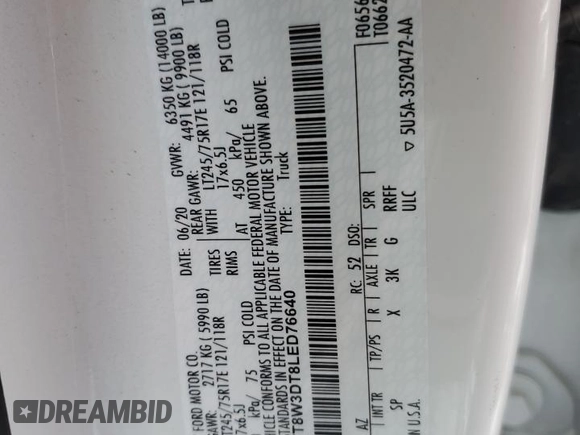 FORD MOTOR CO.
DATE: 06/20 GVWR: 6350 KG (14000 LB)
GAWR: 2717 KG (5990 LB) REAR GAWR: 4491 KG (9900 LB)
LT245/75R17E 121/118R TIRES WITH LT245/75R17E 121/118R
17x6.5J RIMS 17x6.5J
kPa/ 75 PSI COLD AT 450 kPa/ 65 PSI COLD
CONFORMS TO ALL APPLICABLE FEDERAL MOTOR VEHICLE
STANDARDS IN EFFECT ON THE DATE OF MANUFACTURE SHOWN ABOVE.
T8W3DT8LED76640 TYPE: Truck
F0656
T0662
AZ RC: 52 DSO:
INT TR TP/PS R AXLE TR SPR
SP X 3K G RRFF
U.S.A. ULC
▽ 5U5A-3520472-AA
DREAMBID